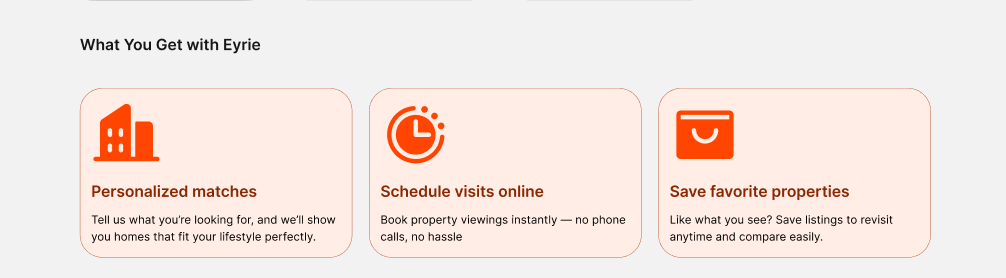 What You Get with Eyrie
Personalized matches
Tell us what you’re looking for, and we’ll show
you homes that fit your lifestyle perfectly.
Schedule visits online
Book property viewings instantly — no phone
calls, no hassle
Save favorite properties
Like what you see? Save listings to revisit
anytime and compare easily.